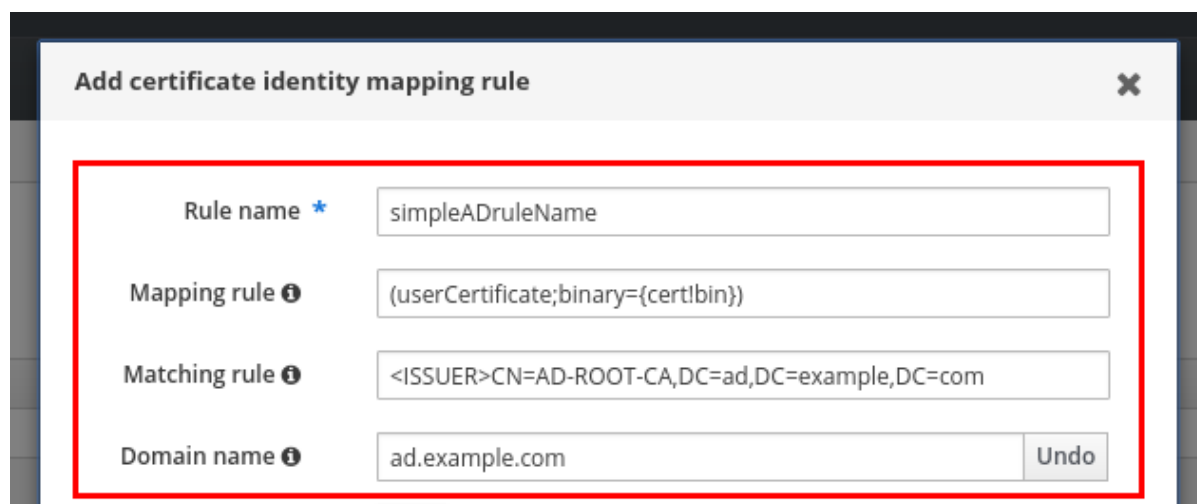 Add certificate identity mapping rule ✖
Rule name *
simpleADruleName
Mapping rule
(userCertificate;binary={cert!bin})
Matching rule
<ISSUER>CN=AD-ROOT-CA,DC=ad,DC=example,DC=com
Domain name
ad.example.com Undo